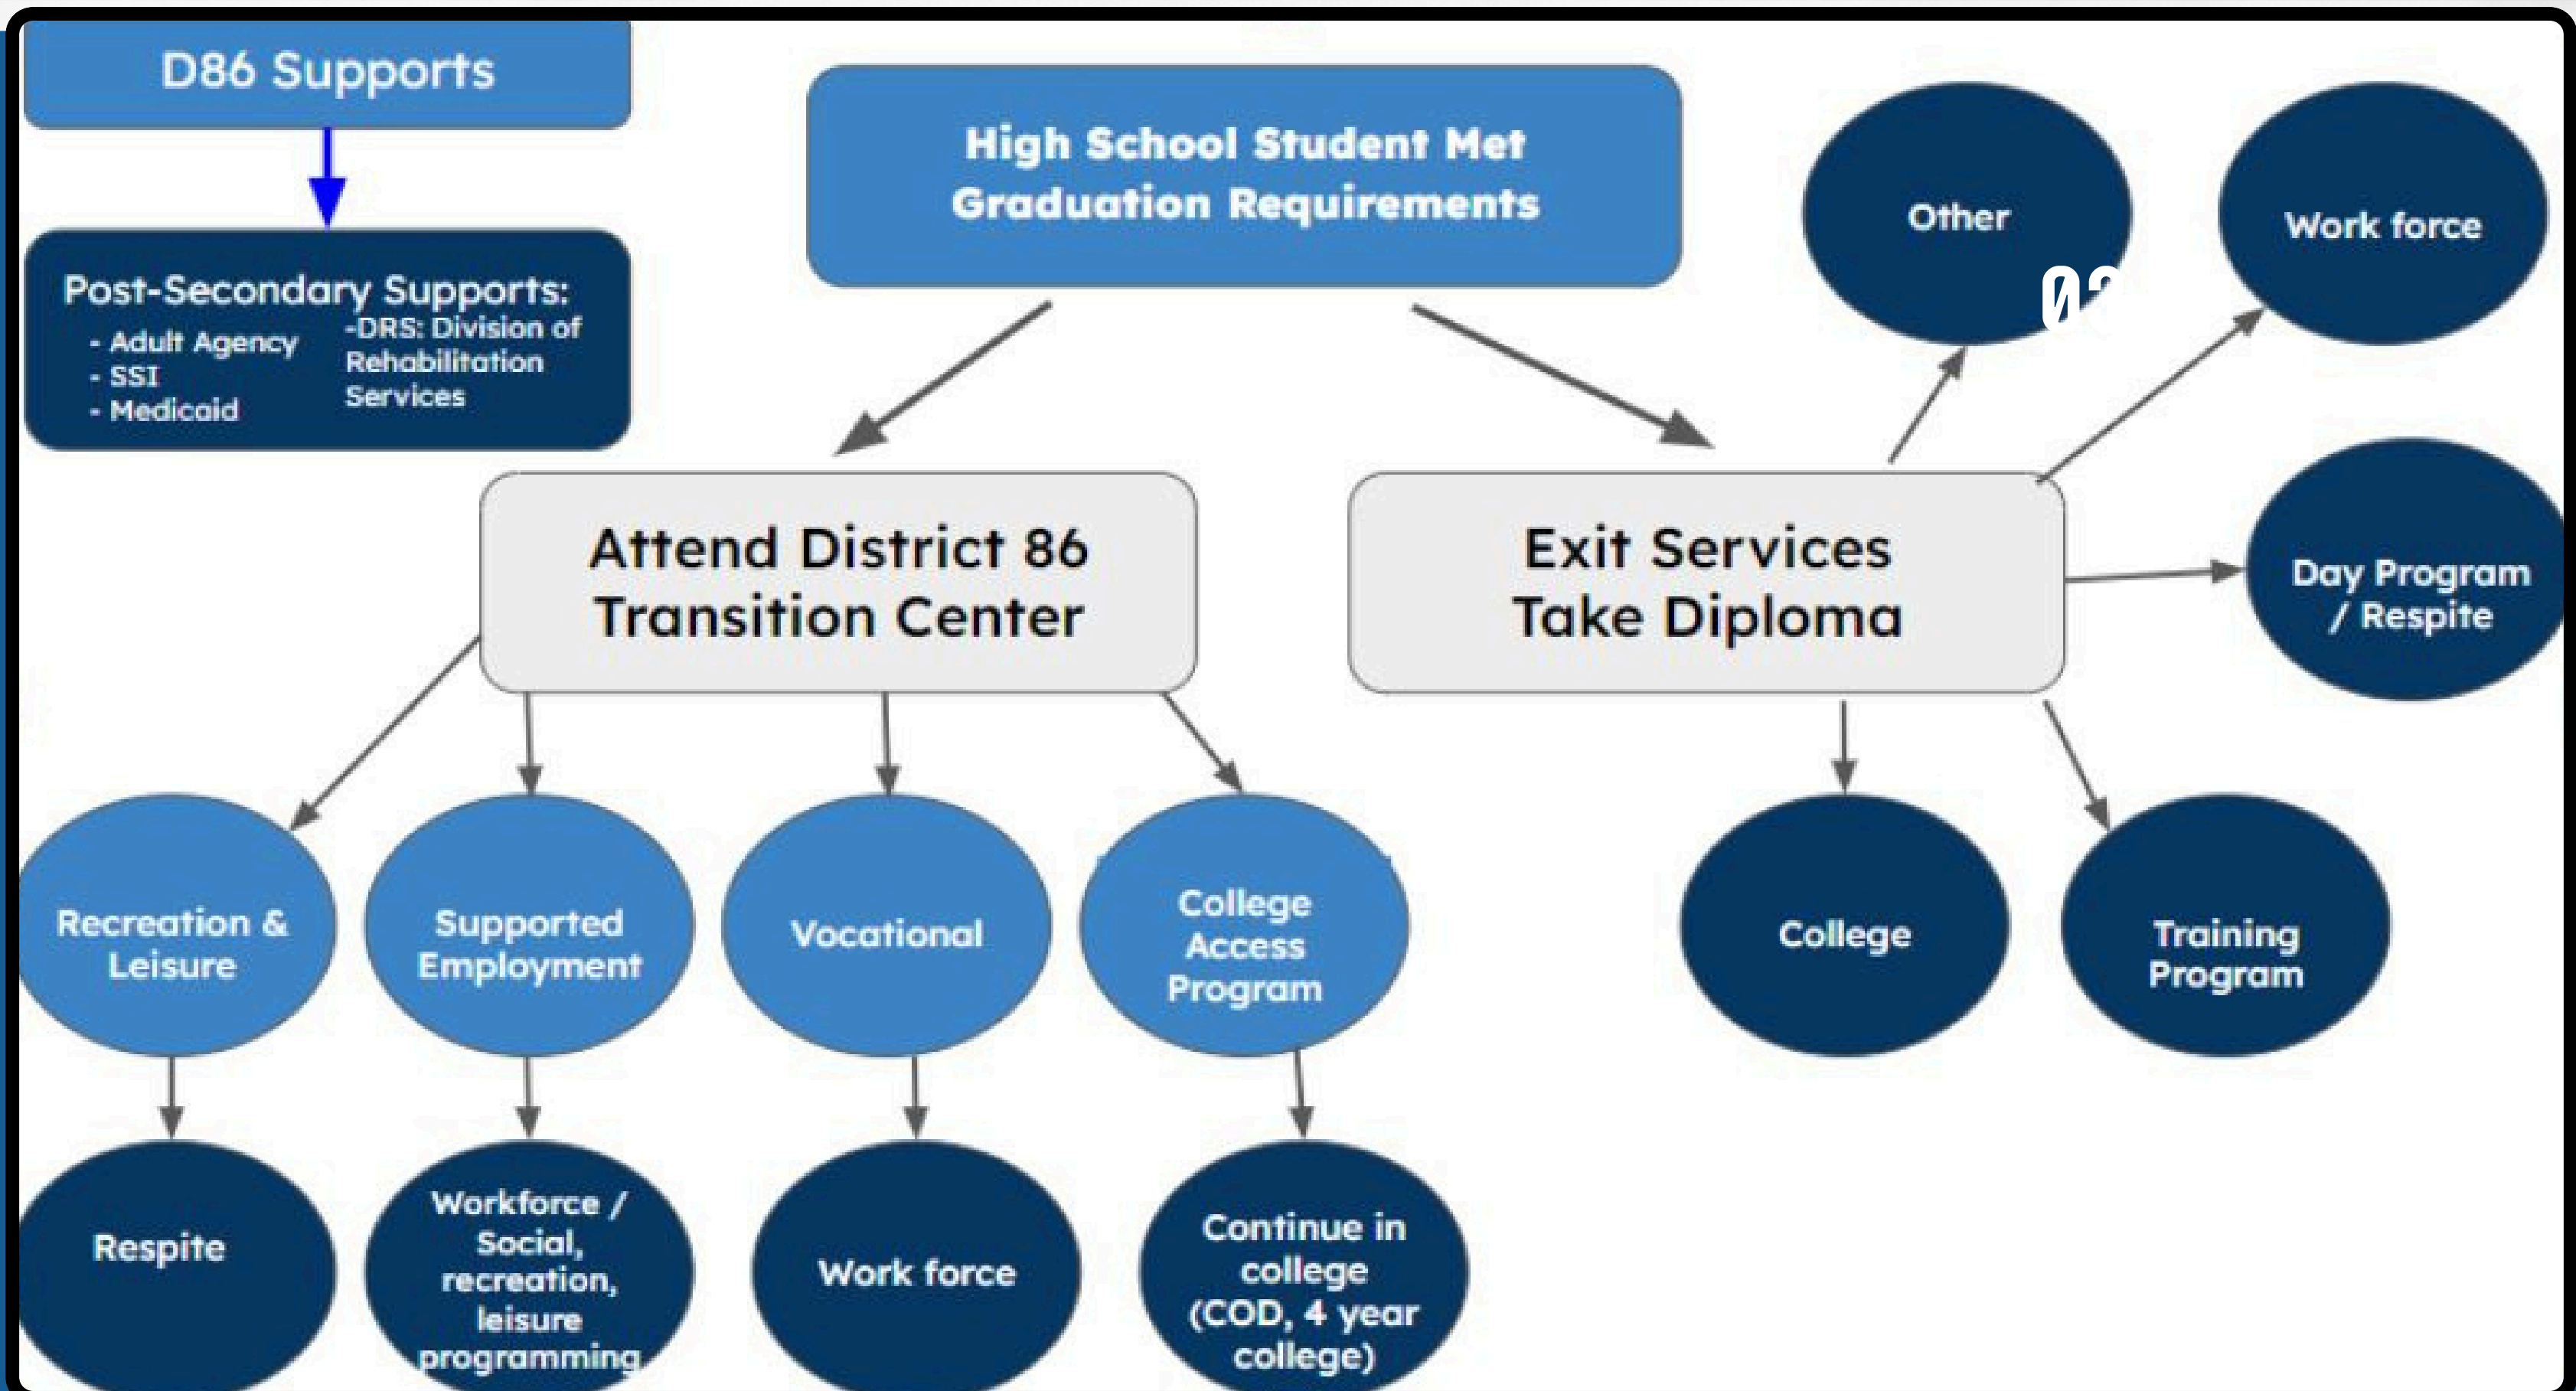 D86 Supports
High School Student Met
Graduation Requirements
Other
Work force
Post-Secondary Supports:
- Adult Agency
- SSI
- Medicaid
-DRS: Division of
Rehabilitation
Services
Attend District 86
Transition Center
Exit Services
Take Diploma
Day Program
/ Respite
Recreation &
Leisure
Supported
Employment
Vocational
College
Access
Program
College
Training
Program
Respite
Workforce /
Social,
recreation,
leisure
programming
Work force
Continue in
college
(COD, 4 year
college)